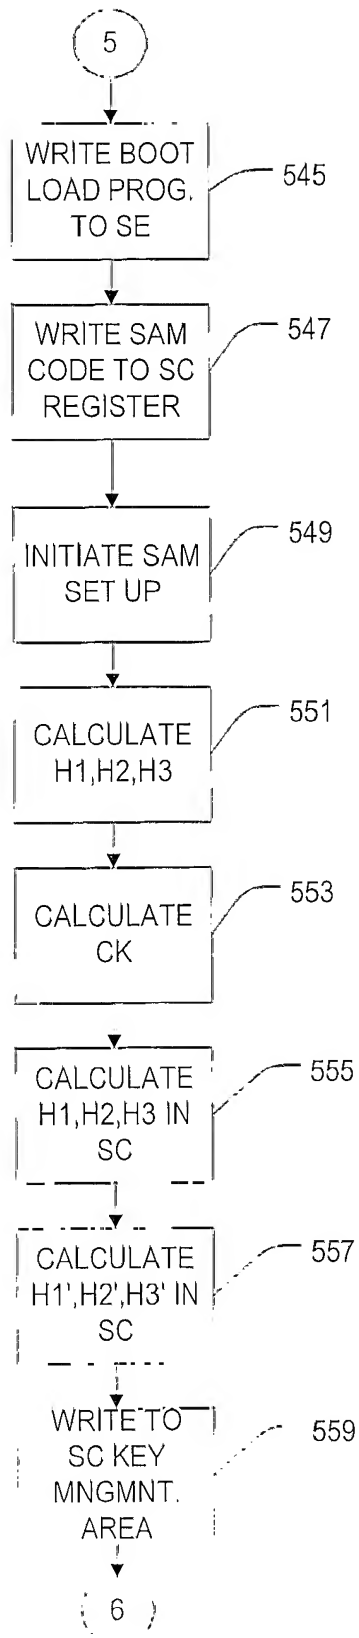 5
WRITE BOOT
LOAD PROG.
TO SE
545
WRITE SAM
CODE TO SC
REGISTER
547
INITIATE SAM
SET UP
549
CALCULATE
H1,H2,H3
551
CALCULATE
CK
553
CALCULATE
H1,H2,H3 IN
SC
555
CALCULATE
H1',H2',H3' IN
SC
557
WRITE TO
SC KEY
MNGMNT.
AREA
559
6